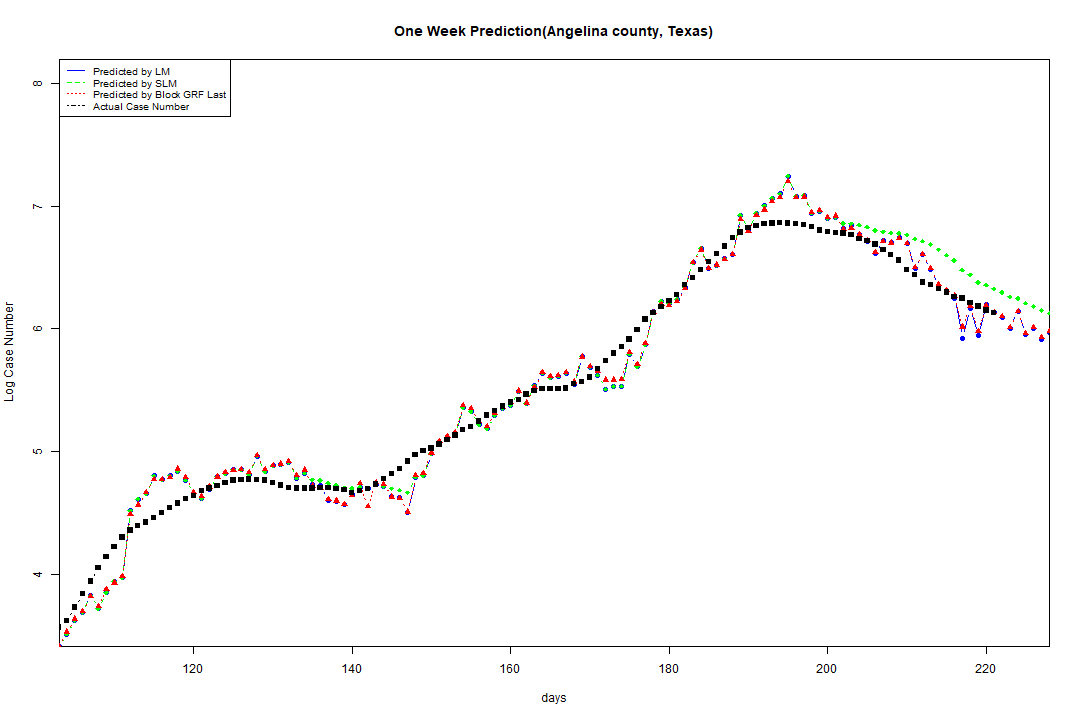 One Week Prediction(Angelina county, Texas)
Predicted by LM
Predicted by SLM
Predicted by Block GRF Last
Actual Case Number
8
7
6
5
4
Log Case Number
120 140 160 180 200 220
days